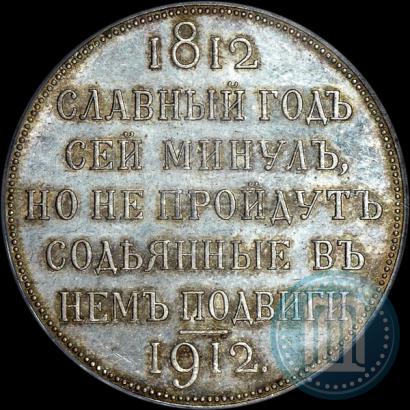 1812
СЛАВНЫЙ ГОДЪ
СЕЙ МИНУЛЪ,
НО НЕ ПРОЙДУТЪ
СОДѢЯННЫЕ ВЪ
НЕМЪ ПОДВИГИ
1912.